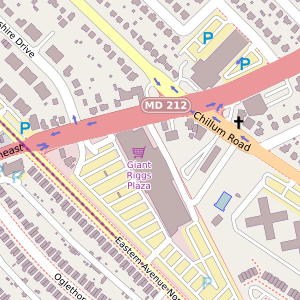 shire Drive
P
P
MD 212
P
Chillum Road
east
Giant
Riggs
Plaza
P
P
Eastern-Avenue-No
Oglethor
P